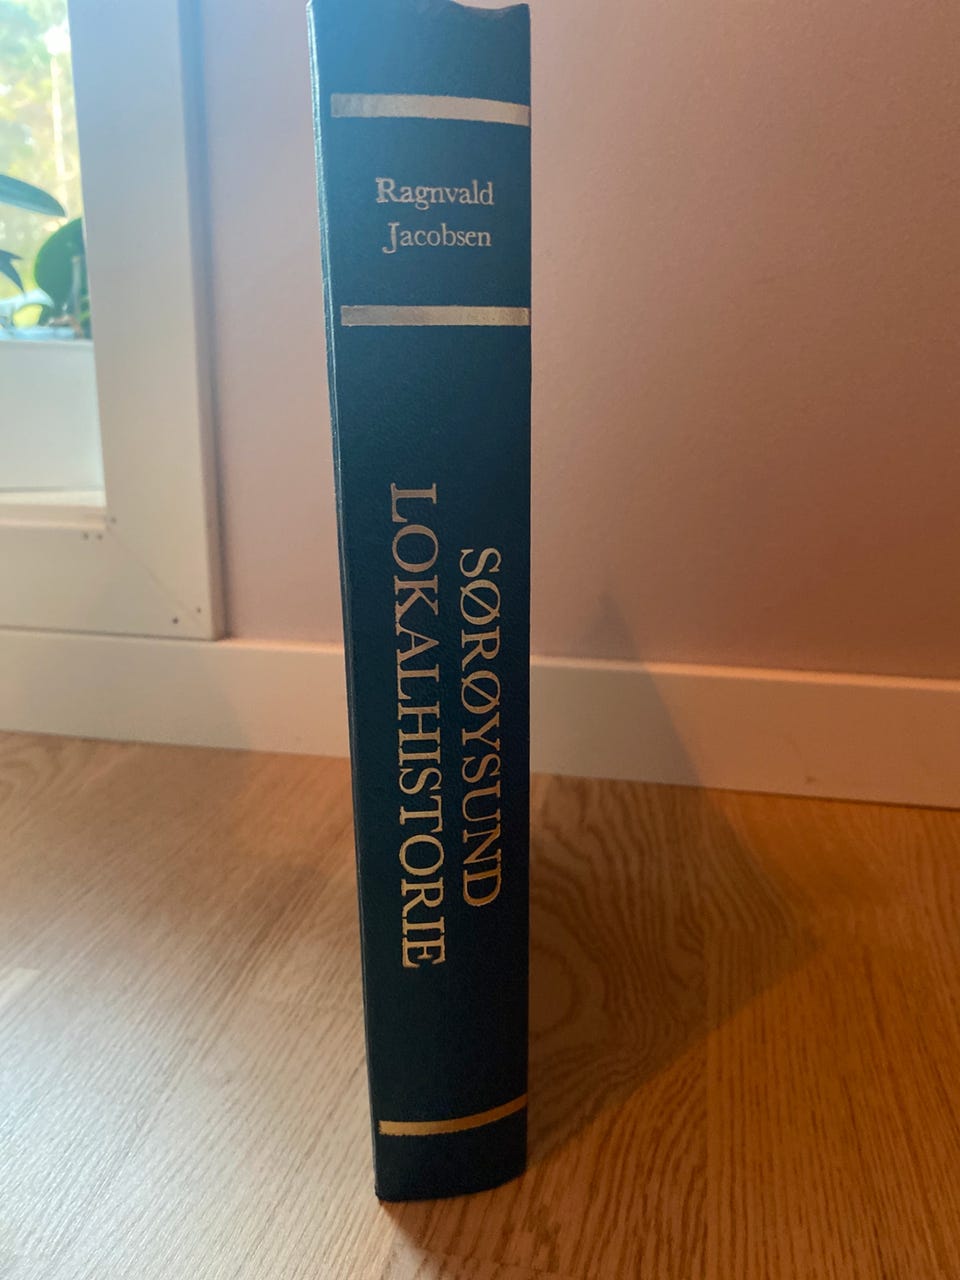 Ragnvald
Jacobsen
SØRØYSUND
LOKALHISTORIE